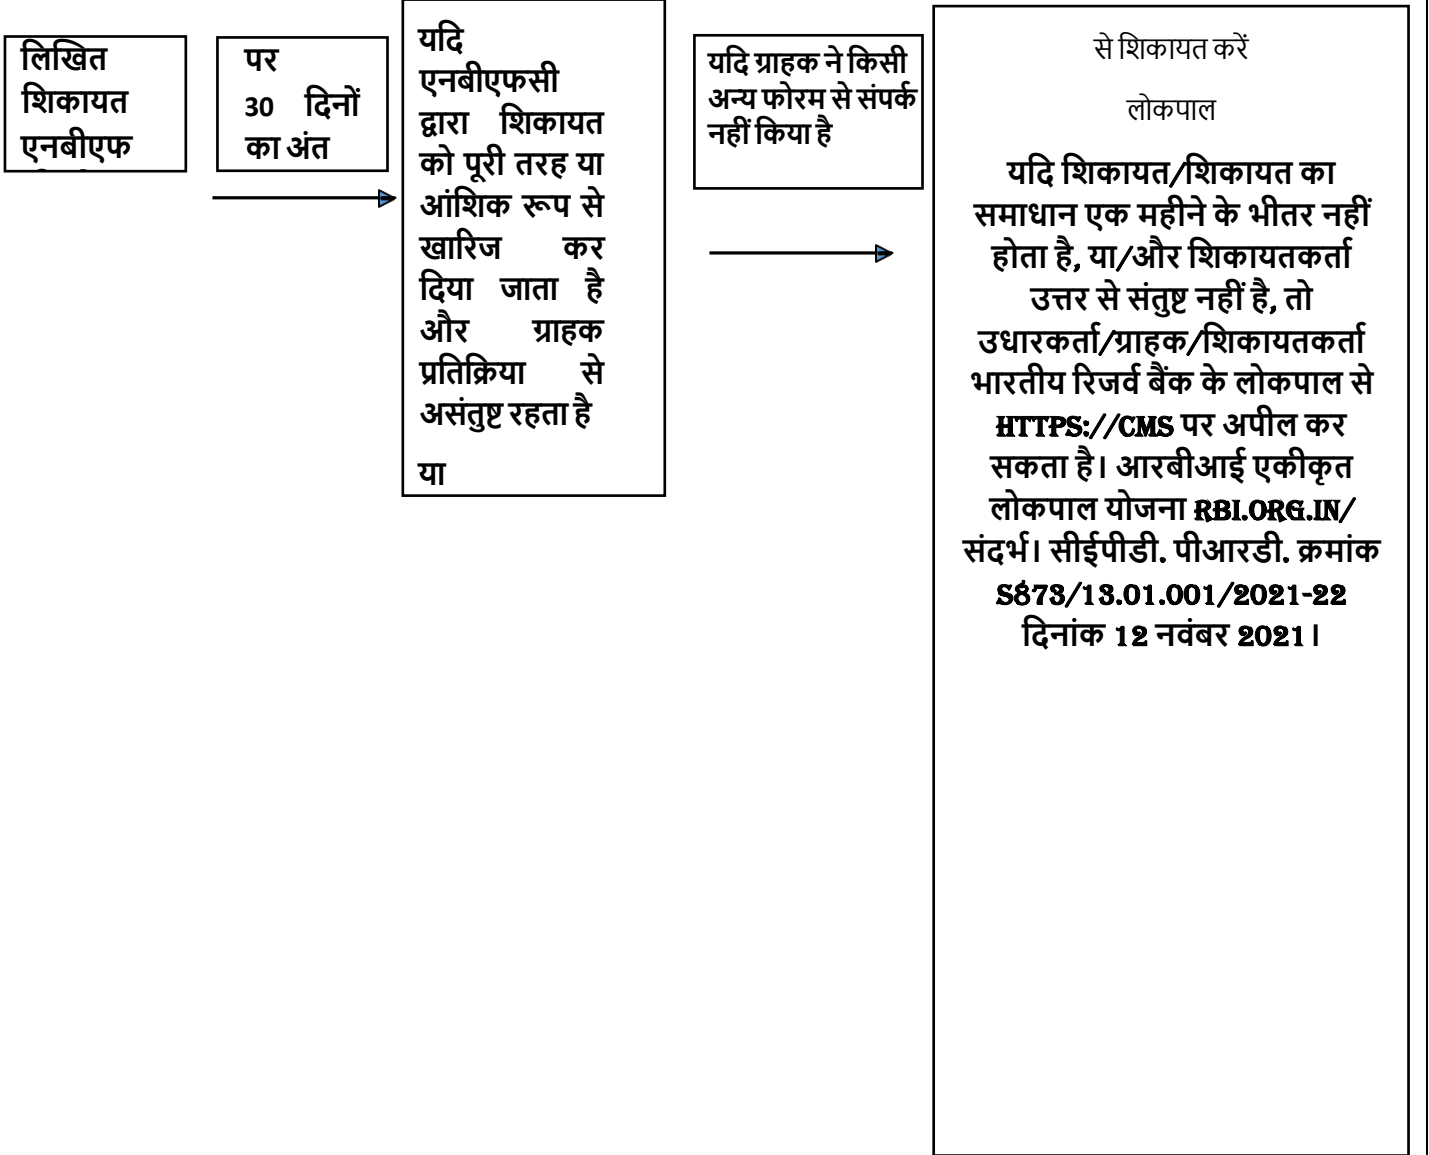 लिखित
शिकायत
एनबीएफ
पर
30 दिनों
का अंत
यदि
एनबीएफसी
द्वारा शिकायत
को पूरी तरह या
आंशिक रूप से
खारिज कर
दिया जाता है
और ग्राहक
प्रतिक्रिया से
असंतुष्ट रहता है
या
यदि ग्राहक ने किसी
अन्य फोरम से संपर्क
नहीं किया है
से शिकायत करें
लोकपाल
यदि शिकायत/शिकायत का
समाधान एक महीने के भीतर नहीं
होता है, या/और शिकायतकर्ता
उत्तर से संतुष्ट नहीं है, तो
उधारकर्ता/ग्राहक/शिकायतकर्ता
भारतीय रिजर्व बैंक के लोकपाल से
HTTPS://CMS पर अपील कर
सकता है। आरबीआई एकीकृत
लोकपाल योजना RBI.ORG.IN/
संदर्भ। सीईपीडी. पीआरडी. क्रमांक
S873/13.01.001/2021-22
दिनांक 12 नवंबर 2021।